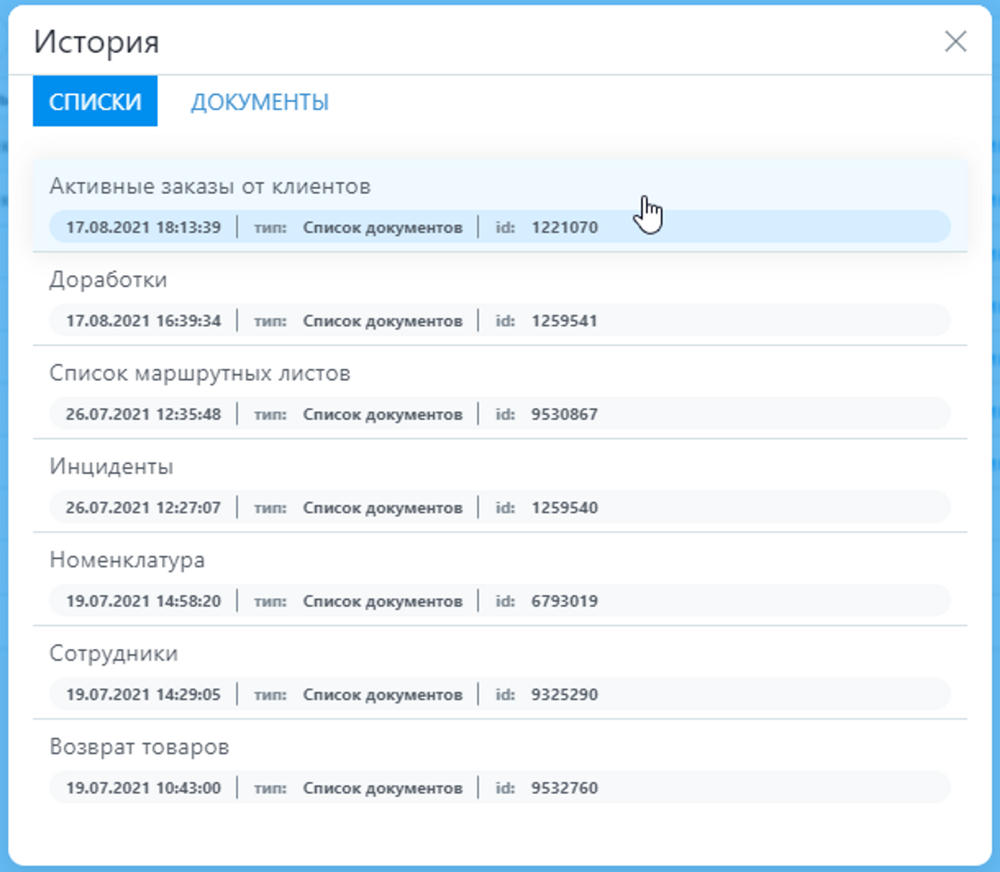 История
СПИСКИ ДОКУМЕНТЫ
Активные заказы от клиентов
17.08.2021 18:13:39 тип: Список документов id: 1221070
Доработки
17.08.2021 16:39:34 тип: Список документов id: 1259541
Список маршрутных листов
26.07.2021 12:35:48 тип: Список документов id: 9530867
Инциденты
26.07.2021 12:27:07 тип: Список документов id: 1259540
Номенклатура
19.07.2021 14:58:20 тип: Список документов id: 6793019
Сотрудники
19.07.2021 14:29:05 тип: Список документов id: 9325290
Возврат товаров
19.07.2021 10:43:00 тип: Список документов id: 9532760